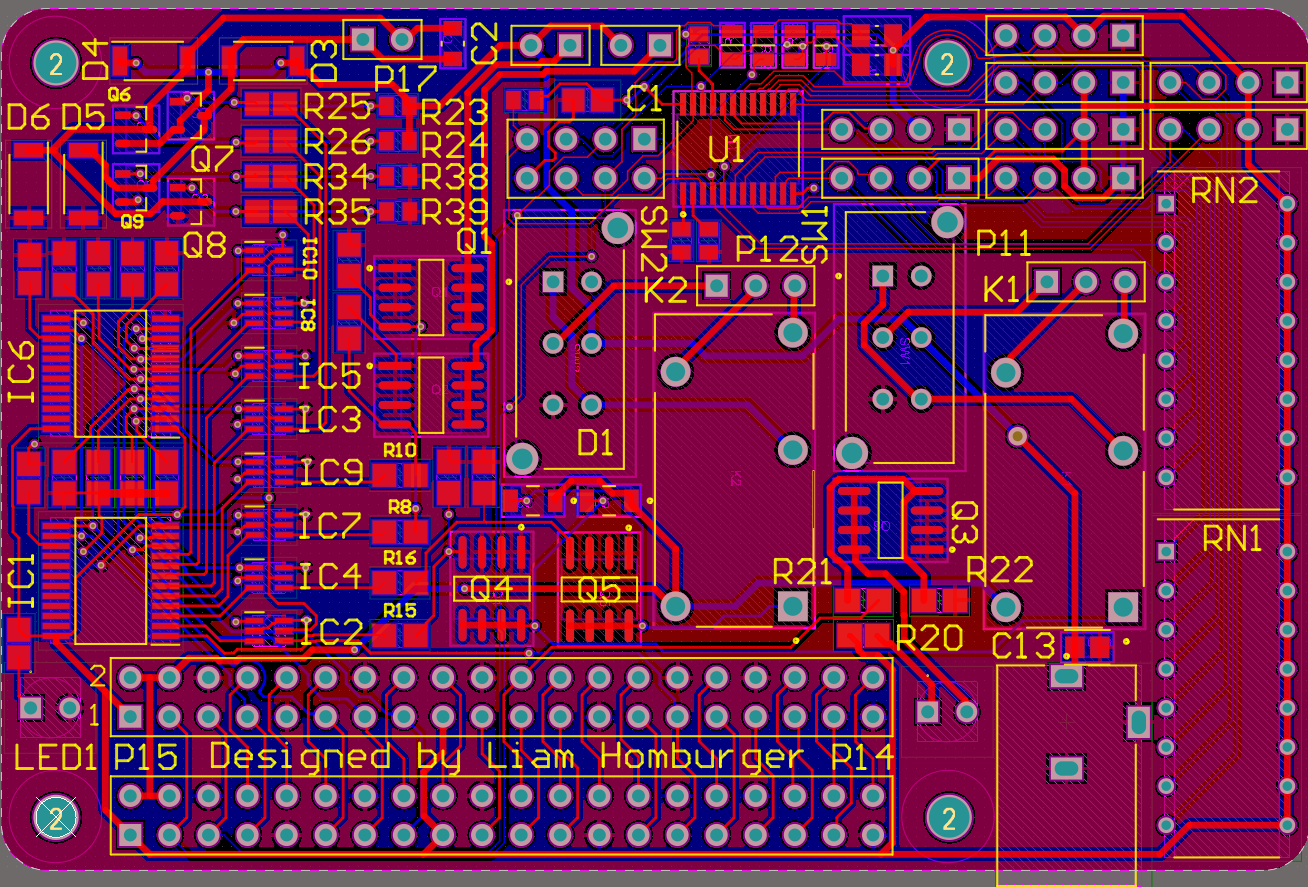 2
D4
D3
P17
C2
2
Q6
D6 D5
R25
R23
C1
R26
R24
U1
Q7
R34
R38
Q9
R35
R39
RN2
Q8
Q1
SW2
SW1
P12
P11
IC10
K2
K1
IC8
IC6
IC5
IC3
D1
R10
IC9
R8
Q3
IC7
RN1
R16
IC1
IC4
Q4
Q5
R21
R22
R15
IC2
R20
C13
2
1
LED1 P15 Designed by Liam Homburger P14
2
2